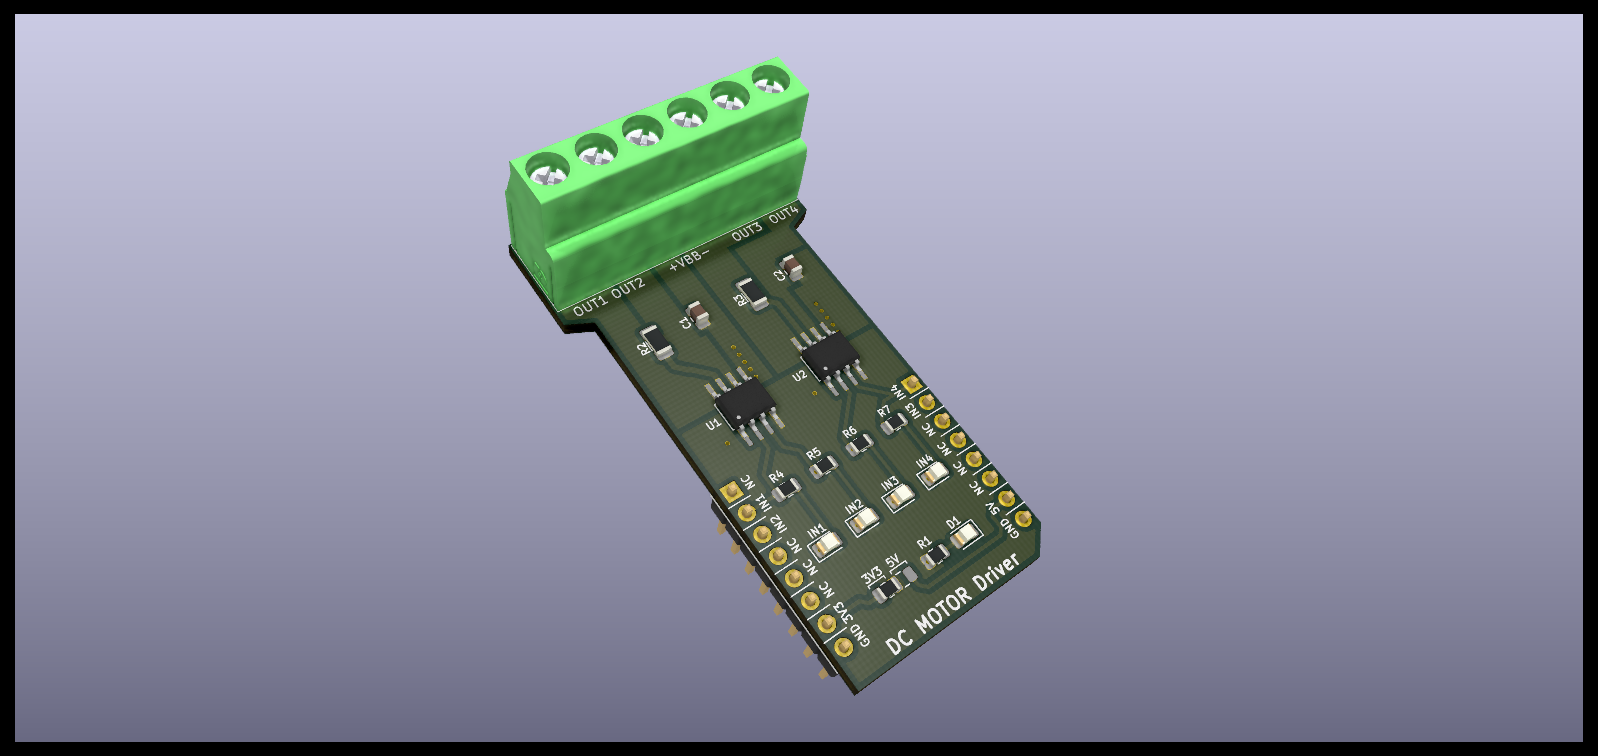 OUT1 OUT2 +VBB- OUT3 OUT4
R2 C1 R3 C2
U1 U2
R4 R5 R6 R7
IN1 IN2 IN3 IN4
3V3 5V R1 D1
NC
IN1
IN2
NC
NC
NC
3V3
GND
IN4
IN3
NC
NC
NC
NC
5V
GND
DC MOTOR Driver